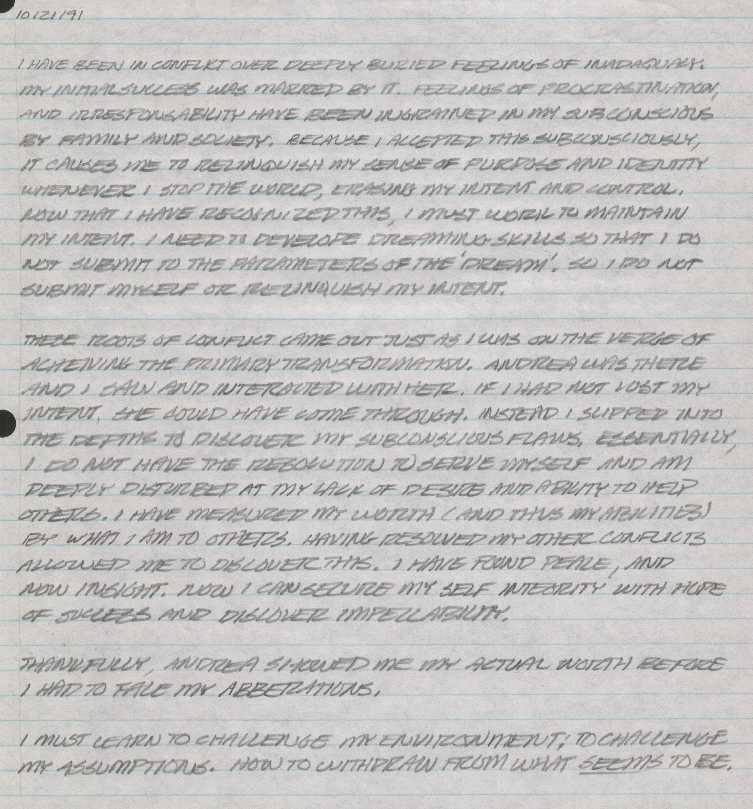 10/21/91
I HAVE BEEN IN CONFLICT OVER DEEPLY BURIED FEELINGS OF INADAQUACY.
MY INITIAL SUCCESS WAS MARRED BY IT. FEELINGS OF PROCRASTINATION,
AND IRRESPONSABILITY HAVE BEEN INGRAINED IN MY SUBCONSCIOUS
BY FAMILY AND SOCIETY. BECAUSE I ACCEPTED THIS SUBCONSCIOUSLY,
IT CAUSES ME TO RELINQUISH MY SENSE OF PURPOSE AND IDENTITY
WHENEVER I STOP THE WORLD, ERASING MY INTENT AND CONTROL.
NOW THAT I HAVE RECOGNIZED THIS, I MUST WORK TO MAINTAIN
MY INTENT. I NEED TO DEVELOPE DREAMING SKILLS SO THAT I DO
NOT SUBMIT TO THE PARAMETERS OF THE 'DREAM'. SO I DO NOT
SUBMIT MYSELF OR RELINQUISH MY INTENT.
THESE ROOTS OF CONFLICT CAME OUT JUST AS I WAS ON THE VERGE OF
ACHEIVING THE PRIMARY TRANSFORMATION. ANDREA WAS THERE
AND I SAW AND INTERACTED WITH HER. IF I HAD NOT LOST MY
INTENT, SHE COULD HAVE COME THROUGH. INSTEAD I SLIPPED INTO
THE DEPTHS TO DISCOVER MY SUBCONSCIOUS FLAWS. ESSENTIALLY,
I DO NOT HAVE THE RESOLUTION TO SERVE MYSELF AND AM
DEEPLY DISTURBED AT MY LACK OF DESIRE AND ABILITY TO HELP
OTHERS. I HAVE MEASURED MY WORTH (AND THUS MY ABILITIES)
BY WHAT I AM TO OTHERS. HAVING RESOLVED MY OTHER CONFLICTS
ALLOWED ME TO DISCOVER THIS. I HAVE FOUND PEACE, AND
NOW INSIGHT. NOW I CAN SECURE MY SELF INTEGRITY WITH HOPE
OF SUCCESS AND DISCOVER IMPECCABILITY.
THANKFULLY, ANDREA SHOWED ME MY ACTUAL WORTH BEFORE
I HAD TO FACE MY ABBERATIONS.
I MUST LEARN TO CHALLENGE MY ENVIRONMENT; TO CHALLENGE
MY ASSUMPTIONS. HOW TO WITHDRAW FROM WHAT SEEMS TO BE.